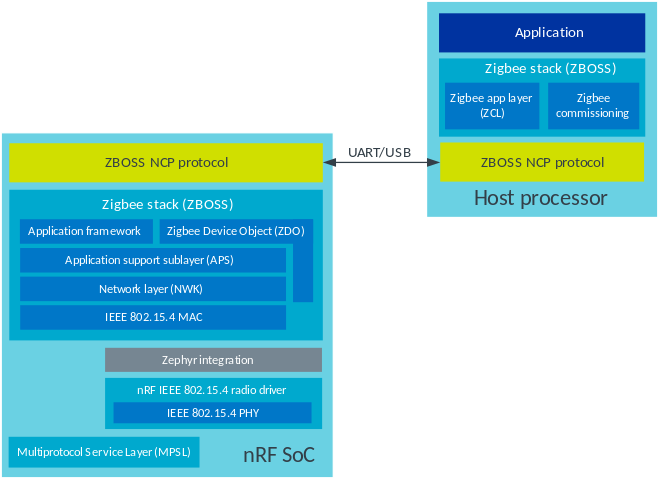 Application
Zigbee stack (ZBOSS)
Zigbee app layer
(ZCL)
Zigbee
commissioning
ZBOSS NCP protocol
Host processor
UART/USB
ZBOSS NCP protocol
Zigbee stack (ZBOSS)
Application framework
Zigbee Device Object (ZDO)
Application support sublayer (APS)
Network layer (NWK)
IEEE 802.15.4 MAC
Zephyr integration
nRF IEEE 802.15.4 radio driver
IEEE 802.15.4 PHY
Multiprotocol Service Layer (MPSL)
nRF SoC